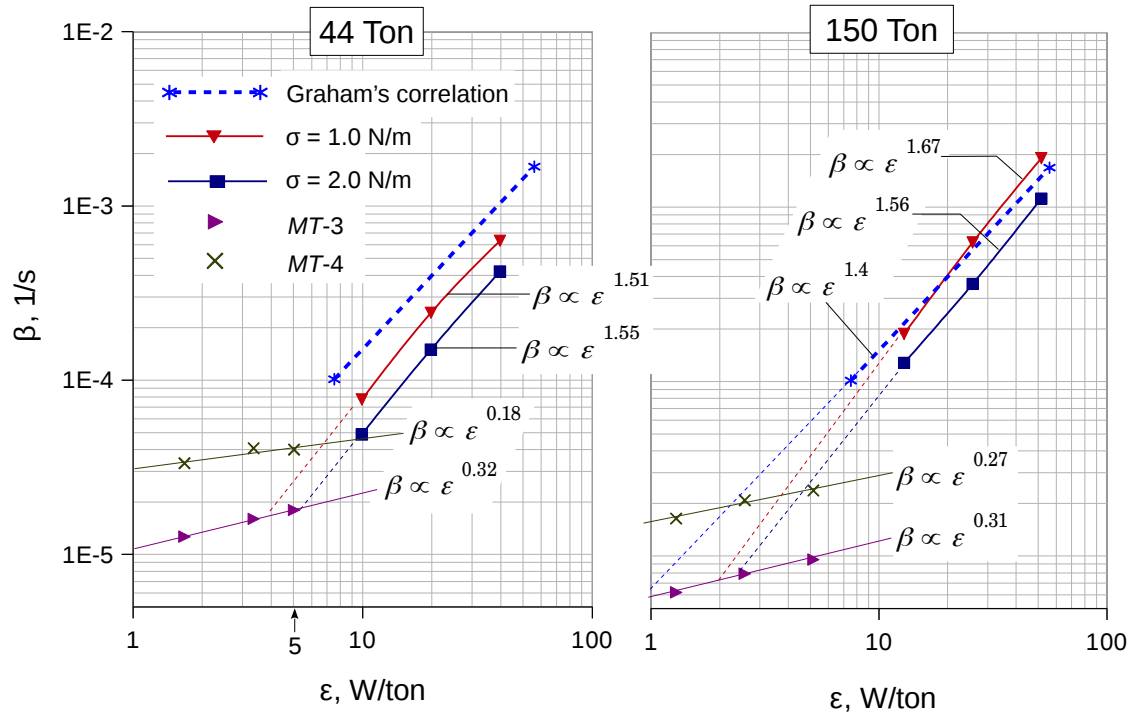 44 Ton
150 Ton
1E-2
1E-3
1E-4
1E-5
β, 1/s
Graham's correlation
σ = 1.0 N/m
σ = 2.0 N/m
MT-3
MT-4
β ∝ ε^1.51
β ∝ ε^1.55
β ∝ ε^0.18
β ∝ ε^0.32
1
5
10
100
ε, W/ton
β ∝ ε^1.67
β ∝ ε^1.56
β ∝ ε^1.4
β ∝ ε^0.27
β ∝ ε^0.31
1
10
100
ε, W/ton